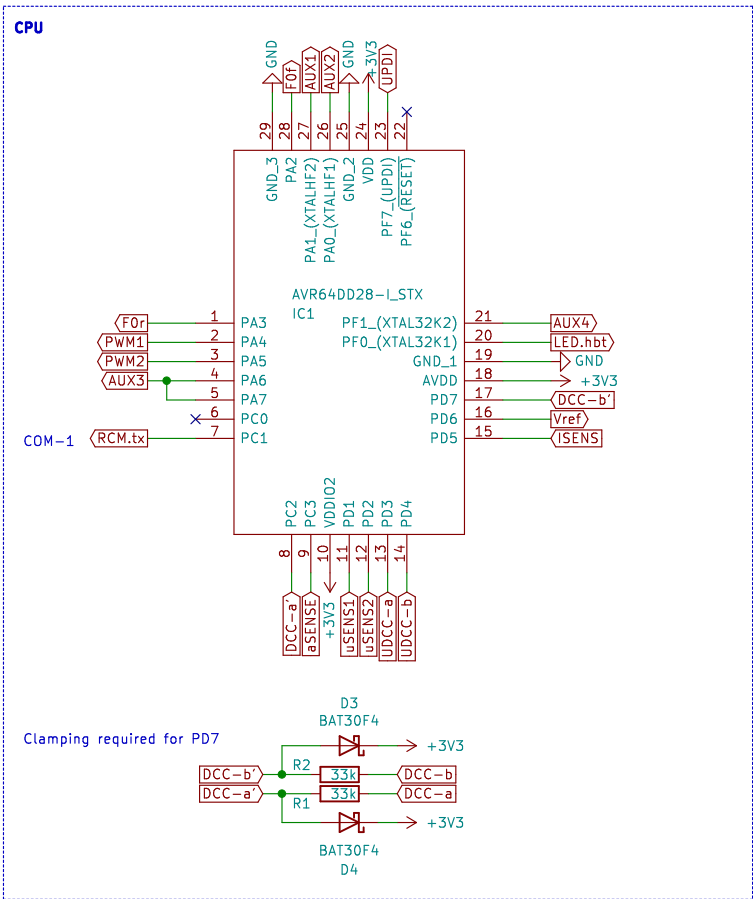 CPU
GND
F0f
AUX1
AUX2
GND
+3V3
UPDI
29
28
27
26
25
24
23
22
GND_3
PA2
PA1_(XTALHF2)
PA0_(XTALHF1)
GND_2
VDD
PF7_(UPDI)
PF6_(RESET)
AVR64DD28-I_STX
IC1
F0r 1 PA3 PF1_(XTAL32K2) 21 AUX4
PWM1 2 PA4 PF0_(XTAL32K1) 20 LED.hbt
PWM2 3 PA5 GND_1 19 GND
AUX3 4 PA6 AVDD 18 +3V3
5 PA7 PD7 17 DCC-b'
6 PC0 PD6 16 Vref
COM-1 RCM.tx 7 PC1 PD5 15 ISENS
PC2
PC3
VDDIO2
PD1
PD2
PD3
PD4
8
9
10
11
12
13
14
DCC-a'
aSENSE
+3V3
uSENS1
uSENS2
UDCC-a
UDCC-b
D3
BAT30F4
Clamping required for PD7
+3V3
R2
DCC-b' 33k DCC-b
DCC-a' 33k DCC-a
R1
+3V3
BAT30F4
D4